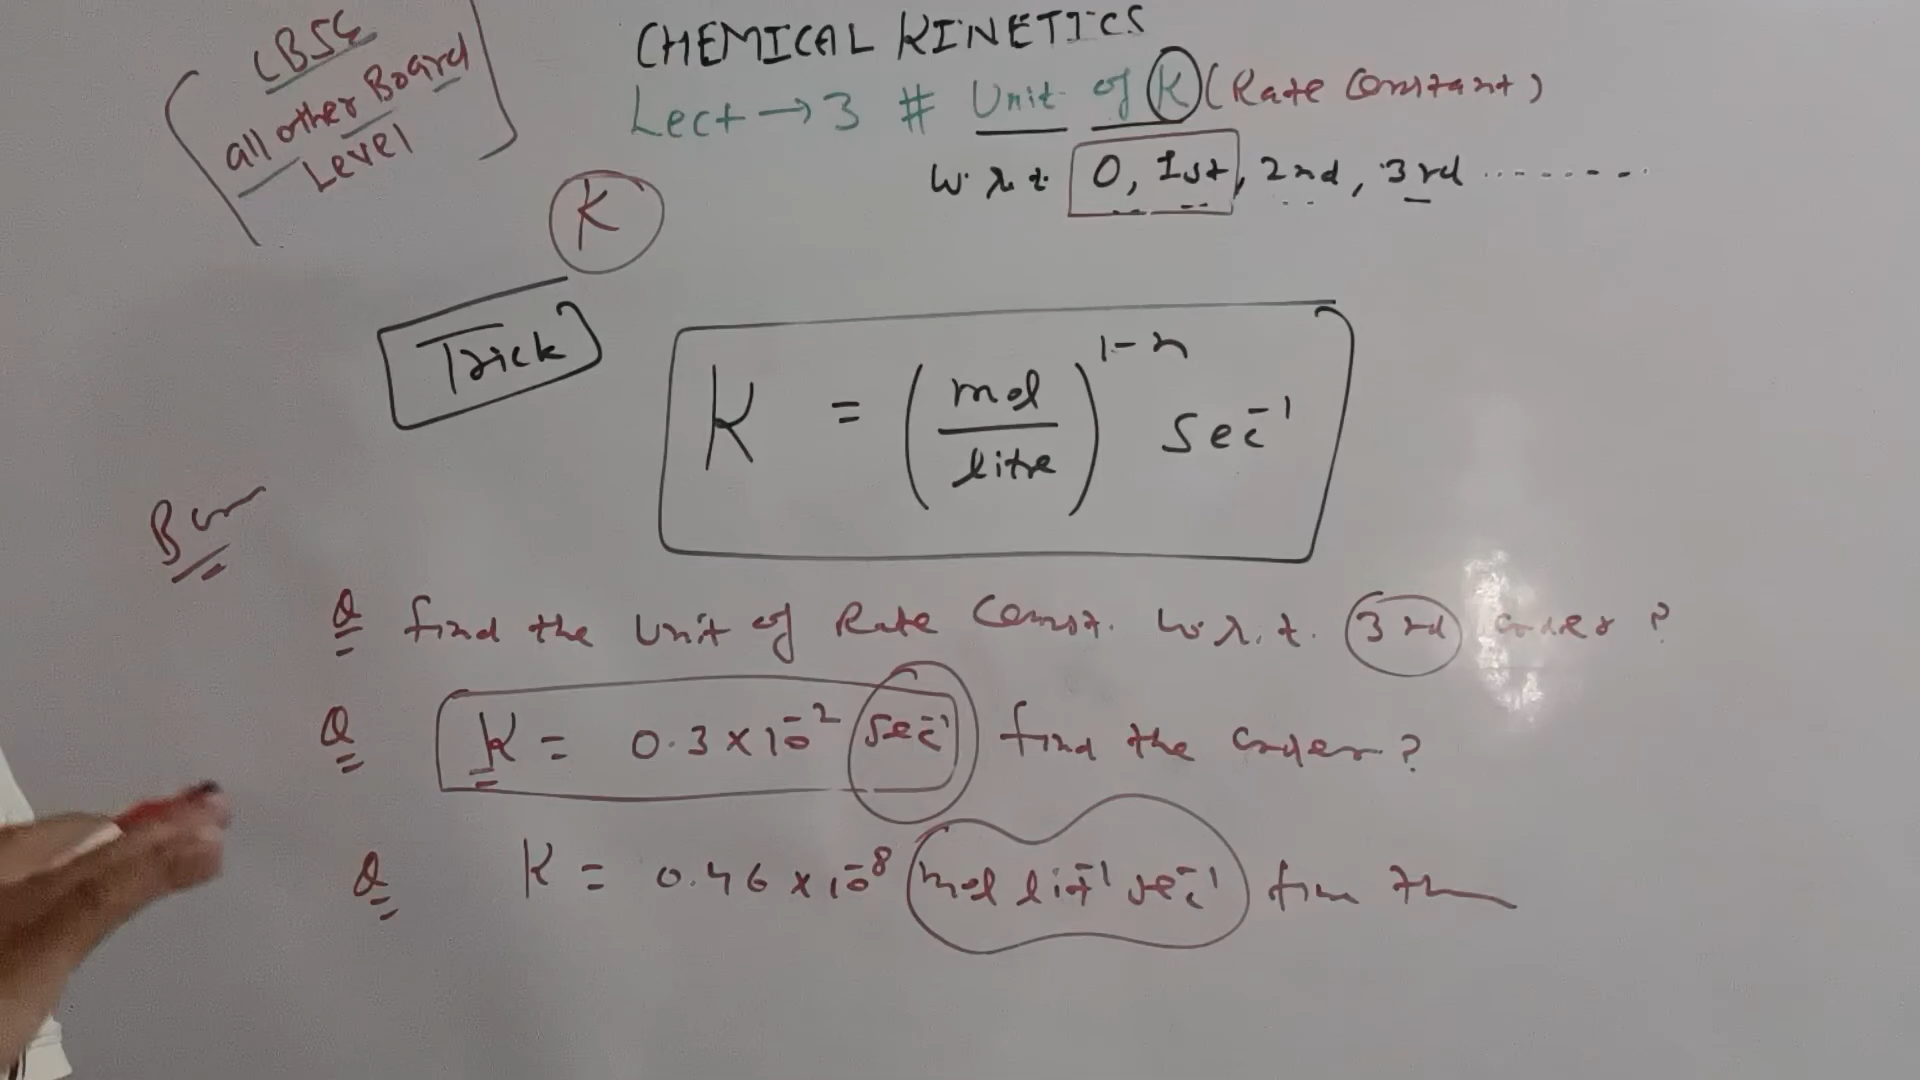 CBSE
all other Board
Level
CHEMICAL KINETICS
Lect → 3 # Unit of K (Rate Constant)
w.r.t 0, 1st, 2nd, 3rd ........
K
Trick
K = (mol/litre)^1-n sec^-1
Q find the Unit of Rate Const. w.r.t. 3rd order ?
Q K = 0.3 × 10^-2 sec^-1 find the order ?
Q K = 0.46 × 10^-8 mol lit^-1 sec^-1